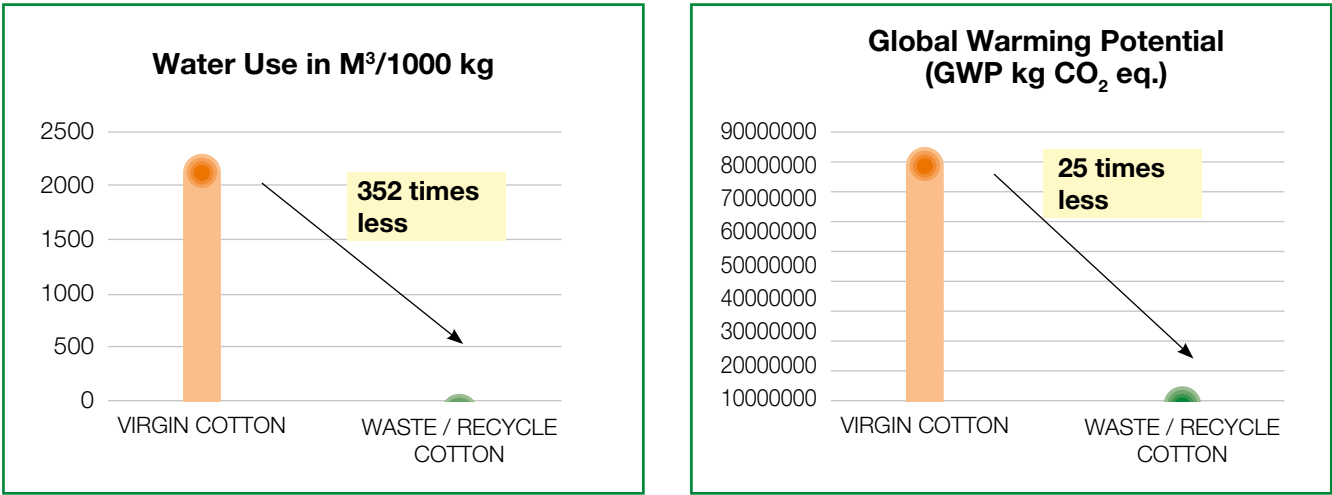 Water Use in M³/1000 kg
2500
2000
1500
1000
500
0
352 times
less
VIRGIN COTTON
WASTE / RECYCLE
COTTON
Global Warming Potential
(GWP kg CO₂ eq.)
90000000
80000000
70000000
60000000
50000000
40000000
30000000
20000000
10000000
25 times
less
VIRGIN COTTON
WASTE / RECYCLE
COTTON